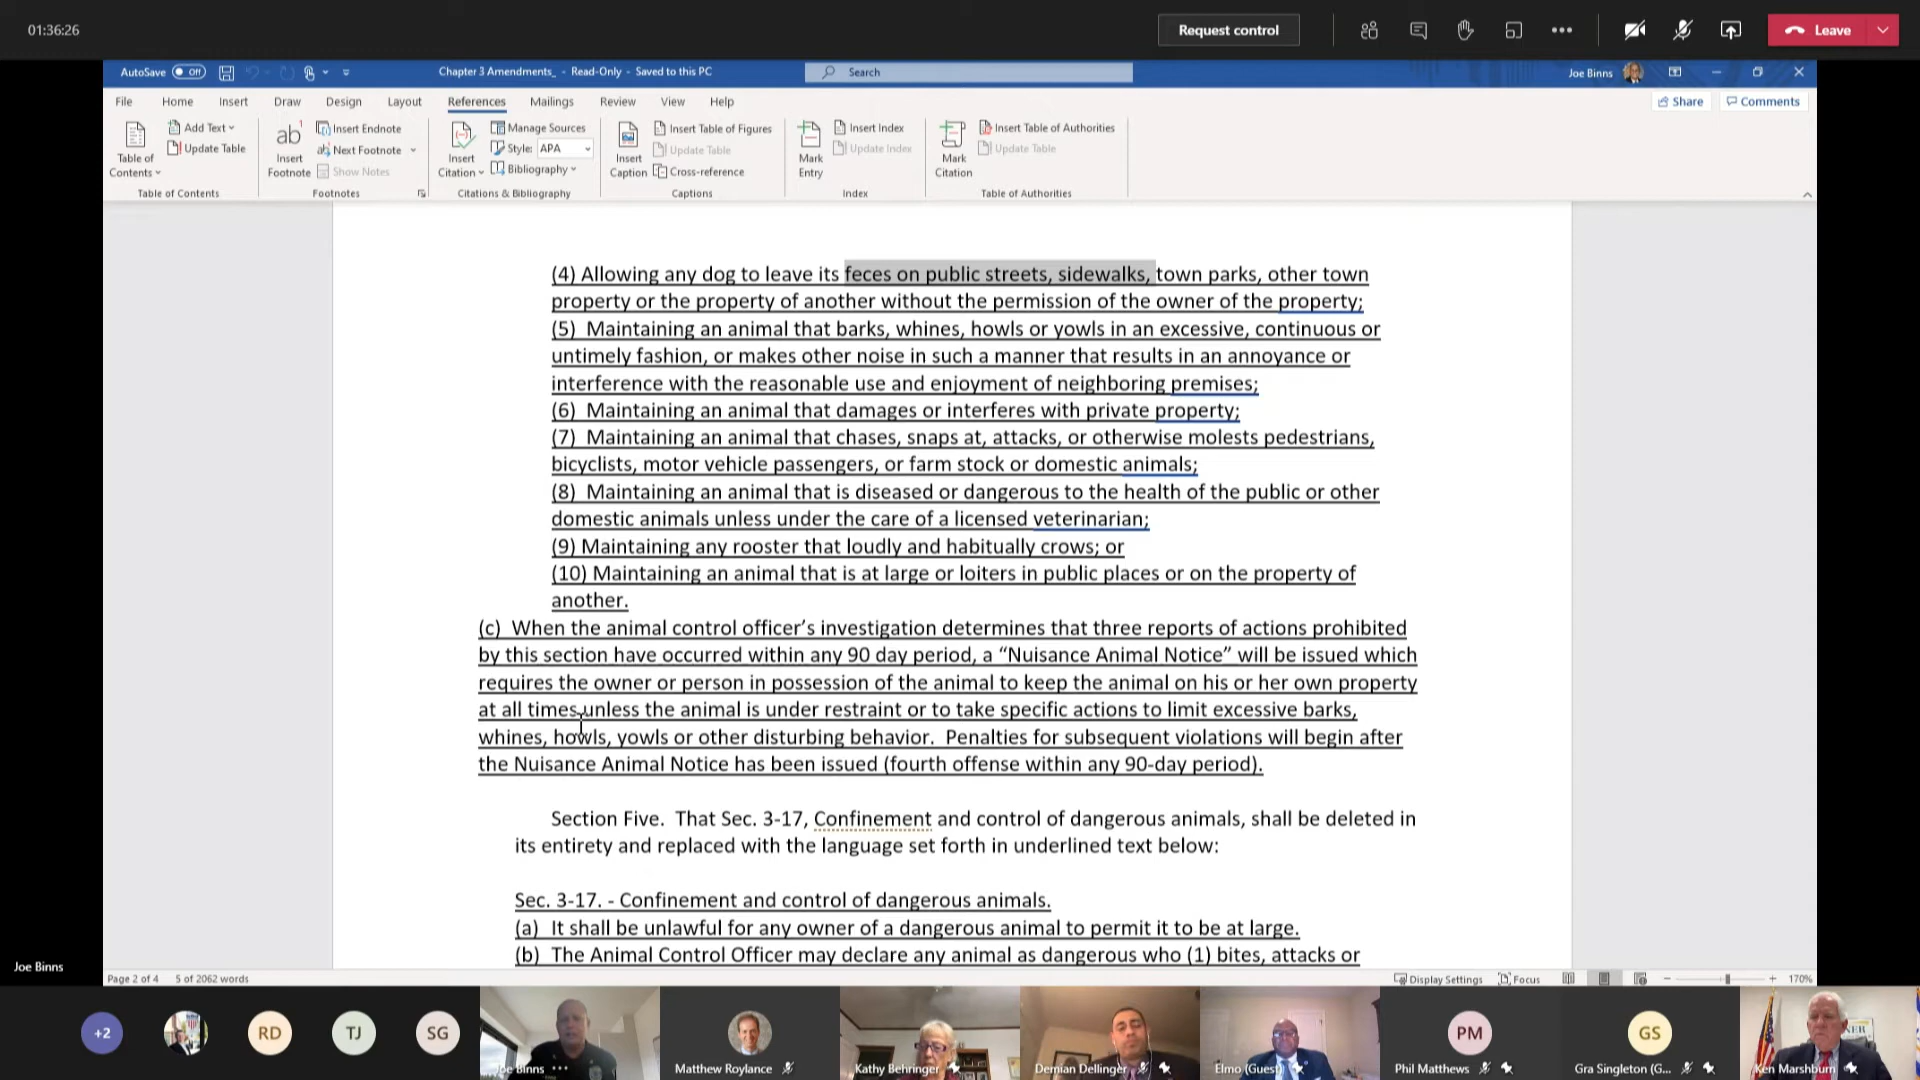 01:36:26
Request control
Leave
AutoSave Off
Chapter 3 Amendments_ - Read-Only - Saved to this PC
Search
Joe Binns
File Home Insert Draw Design Layout References Mailings Review View Help
Share
Comments
Table of Contents
Add Text
Update Table
Table of Contents
ab
Insert Footnote
Insert Endnote
Next Footnote
Show Notes
Footnotes
Insert Citation
Manage Sources
Style: APA
Bibliography
Citations & Bibliography
Insert Caption
Insert Table of Figures
Update Table
Cross-reference
Captions
Mark Entry
Insert Index
Update Index
Index
Mark Citation
Insert Table of Authorities
Update Table
Table of Authorities
(4) Allowing any dog to leave its feces on public streets, sidewalks, town parks, other town
property or the property of another without the permission of the owner of the property;
(5) Maintaining an animal that barks, whines, howls or yowls in an excessive, continuous or
untimely fashion, or makes other noise in such a manner that results in an annoyance or
interference with the reasonable use and enjoyment of neighboring premises;
(6) Maintaining an animal that damages or interferes with private property;
(7) Maintaining an animal that chases, snaps at, attacks, or otherwise molests pedestrians,
bicyclists, motor vehicle passengers, or farm stock or domestic animals;
(8) Maintaining an animal that is diseased or dangerous to the health of the public or other
domestic animals unless under the care of a licensed veterinarian;
(9) Maintaining any rooster that loudly and habitually crows; or
(10) Maintaining an animal that is at large or loiters in public places or on the property of
another.
(c) When the animal control officer’s investigation determines that three reports of actions prohibited
by this section have occurred within any 90 day period, a “Nuisance Animal Notice” will be issued which
requires the owner or person in possession of the animal to keep the animal on his or her own property
at all times unless the animal is under restraint or to take specific actions to limit excessive barks,
whines, howls, yowls or other disturbing behavior. Penalties for subsequent violations will begin after
the Nuisance Animal Notice has been issued (fourth offense within any 90-day period).
Section Five. That Sec. 3-17, Confinement and control of dangerous animals, shall be deleted in
its entirety and replaced with the language set forth in underlined text below:
Sec. 3-17. - Confinement and control of dangerous animals.
(a) It shall be unlawful for any owner of a dangerous animal to permit it to be at large.
(b) The Animal Control Officer may declare any animal as dangerous who (1) bites, attacks or
Joe Binns
Page 2 of 4 5 of 2062 words
Display Settings Focus 170%
+2
RD
TJ
SG
Joe Binns
Matthew Roylance
Kathy Behringer
Demian Dellinger
Elmo (Guest)
PM
Phil Matthews
GS
Gra Singleton (G...
Ken Marshburn